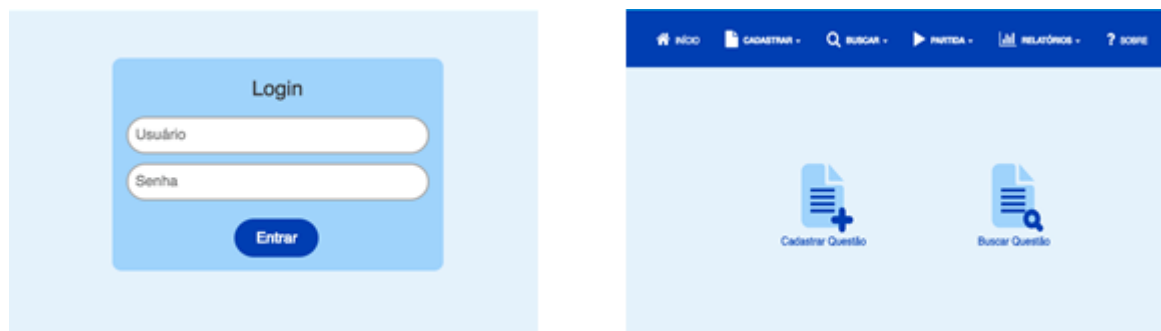 Login
Usuário
Senha
Entrar
INÍCIO CADASTRAR BUSCAR PARTIDA RELATÓRIOS SOBRE
Cadastrar Questão Buscar Questão